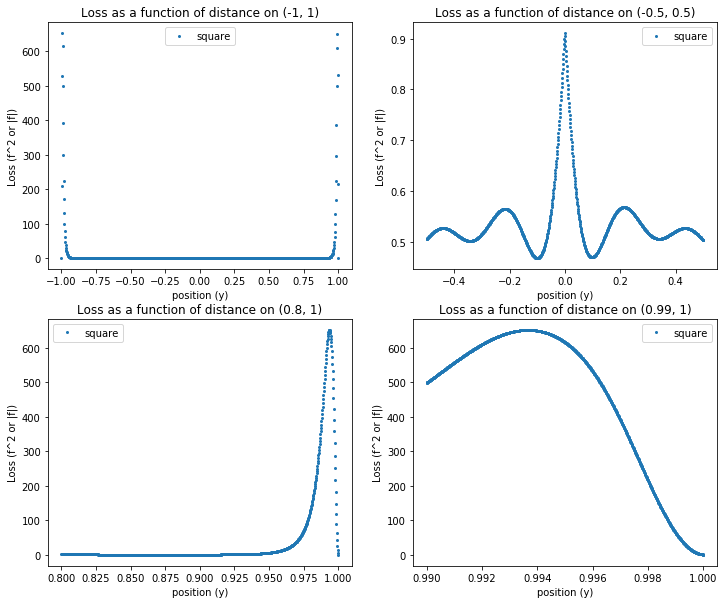 Loss as a function of distance on (-1, 1)
square
Loss (f^2 or |f|)
600
500
400
300
200
100
0
−1.00 −0.75 −0.50 −0.25 0.00 0.25 0.50 0.75 1.00
position (y)
Loss as a function of distance on (-0.5, 0.5)
square
Loss (f^2 or |f|)
0.9
0.8
0.7
0.6
0.5
−0.4 −0.2 0.0 0.2 0.4
position (y)
Loss as a function of distance on (0.8, 1)
square
Loss (f^2 or |f|)
600
500
400
300
200
100
0
0.800 0.825 0.850 0.875 0.900 0.925 0.950 0.975 1.000
position (y)
Loss as a function of distance on (0.99, 1)
square
Loss (f^2 or |f|)
600
500
400
300
200
100
0
0.990 0.992 0.994 0.996 0.998 1.000
position (y)